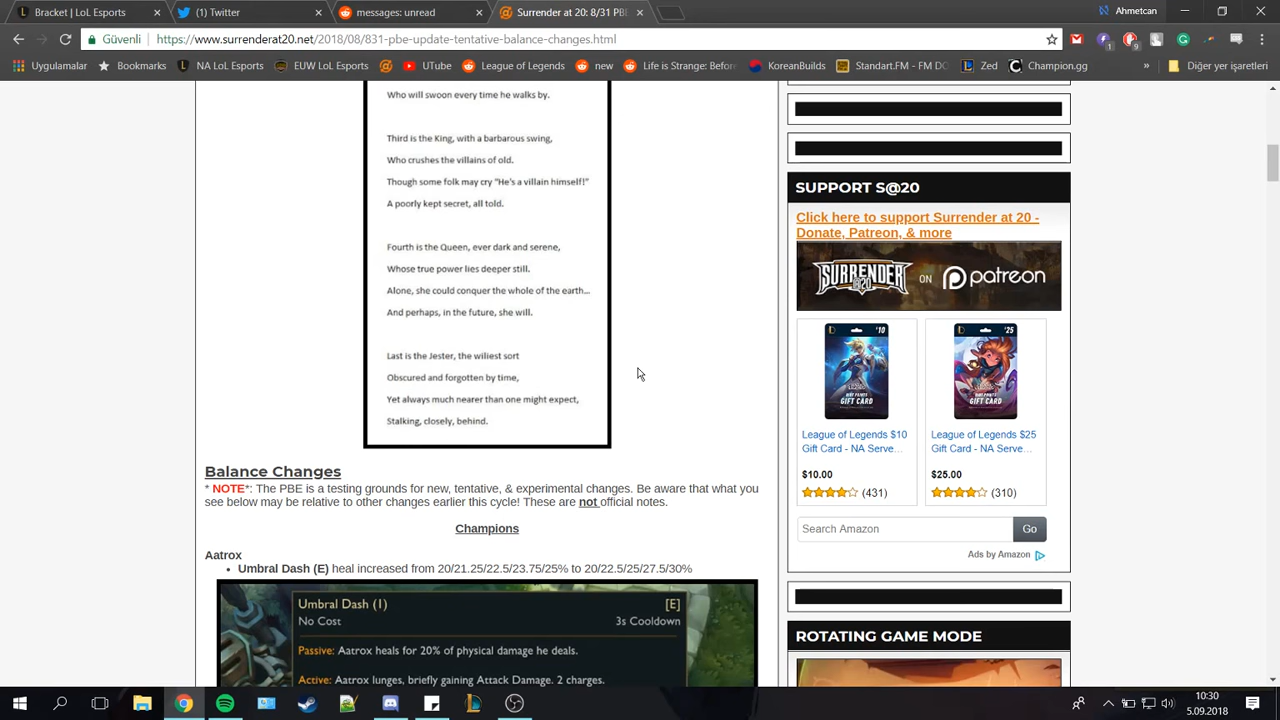 Bracket | LoL Esports
(1) Twitter
messages: unread
Surrender at 20: 8/31 PBE
Ahmetcan
Güvenli
https://www.surrenderat20.net/2018/08/831-pbe-update-tentative-balance-changes.html
Uygulamalar
Bookmarks
NA LoL Esports
EUW LoL Esports
UTube
League of Legends
new
Life is Strange: Befor
KoreanBuilds
Standart.FM - FM DO
Zed
Champion.gg
»
Diğer yer işaretleri
Who will swoon every time he walks by.
Third is the King, with a barbarous swing,
Who crushes the villains of old.
Though some folk may cry "He's a villain himself!"
A poorly kept secret, all told.
Fourth is the Queen, ever dark and serene,
Whose true power lies deeper still.
Alone, she could conquer the whole of the earth...
And perhaps, in the future, she will.
Last is the Jester, the wiliest sort
Obscured and forgotten by time,
Yet always much nearer than one might expect,
Stalking, closely, behind.
Balance Changes
* NOTE*: The PBE is a testing grounds for new, tentative, & experimental changes. Be aware that what you
see below may be relative to other changes earlier this cycle! These are not official notes.
Champions
Aatrox
• Umbral Dash (E) heal increased from 20/21.25/22.5/23.75/25% to 20/22.5/25/27.5/30%
Umbral Dash (1)
[E]
No Cost
3s Cooldown
Passive: Aatrox heals for 20% of physical damage he deals.
Active: Aatrox lunges, briefly gaining Attack Damage. 2 charges.
SUPPORT S@20
Click here to support Surrender at 20 -
Donate, Patreon, & more
SURRENDER @20 ON patreon
$10
GIFT CARD
$25
GIFT CARD
League of Legends $10
Gift Card - NA Serve...
League of Legends $25
Gift Card - NA Serve...
$10.00
$25.00
(431)
(310)
Search Amazon
Go
Ads by Amazon
ROTATING GAME MODE
10:30
5.09.2018